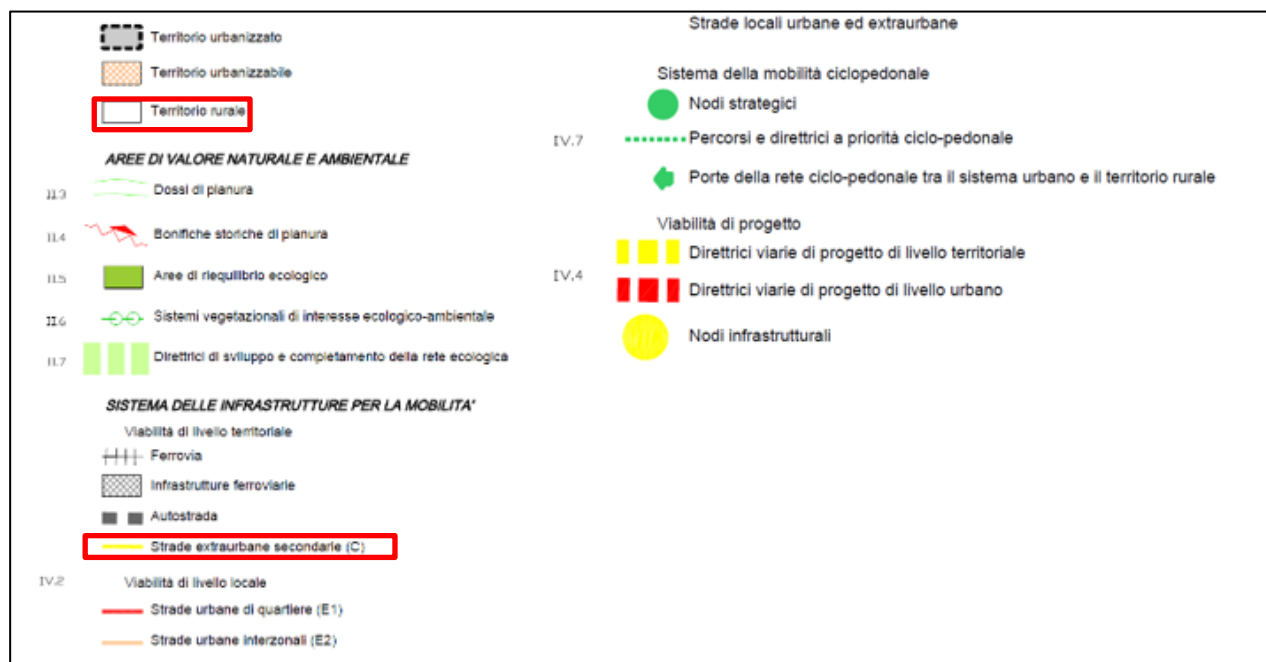 Territorio urbanizzato
Territorio urbanizzabile
Territorio rurale
AREE DI VALORE NATURALE E AMBIENTALE
II.3 Dossi di planura
II.4 Bonifiche storiche di planura
II.5 Aree di riequilibrio ecologico
II.6 Sistemi vegetazionali di interesse ecologico-ambientale
II.7 Direttrici di sviluppo e completamento della rete ecologica
SISTEMA DELLE INFRASTRUTTURE PER LA MOBILITA'
Viabilità di livello territoriale
Ferrovia
Infrastrutture ferroviarie
Autostrada
Strade extraurbane secondarie (C)
IV.2 Viabilità di livello locale
Strade urbane di quartiere (E1)
Strade urbane interzonali (E2)
Strade locali urbane ed extraurbane
Sistema della mobilità ciclopedonale
Nodi strategici
IV.7 Percorsi e direttrici a priorità ciclo-pedonale
Porte della rete ciclo-pedonale tra il sistema urbano e il territorio rurale
Viabilità di progetto
Direttrici viarie di progetto di livello territoriale
IV.4
Direttrici viarie di progetto di livello urbano
Nodi infrastrutturali